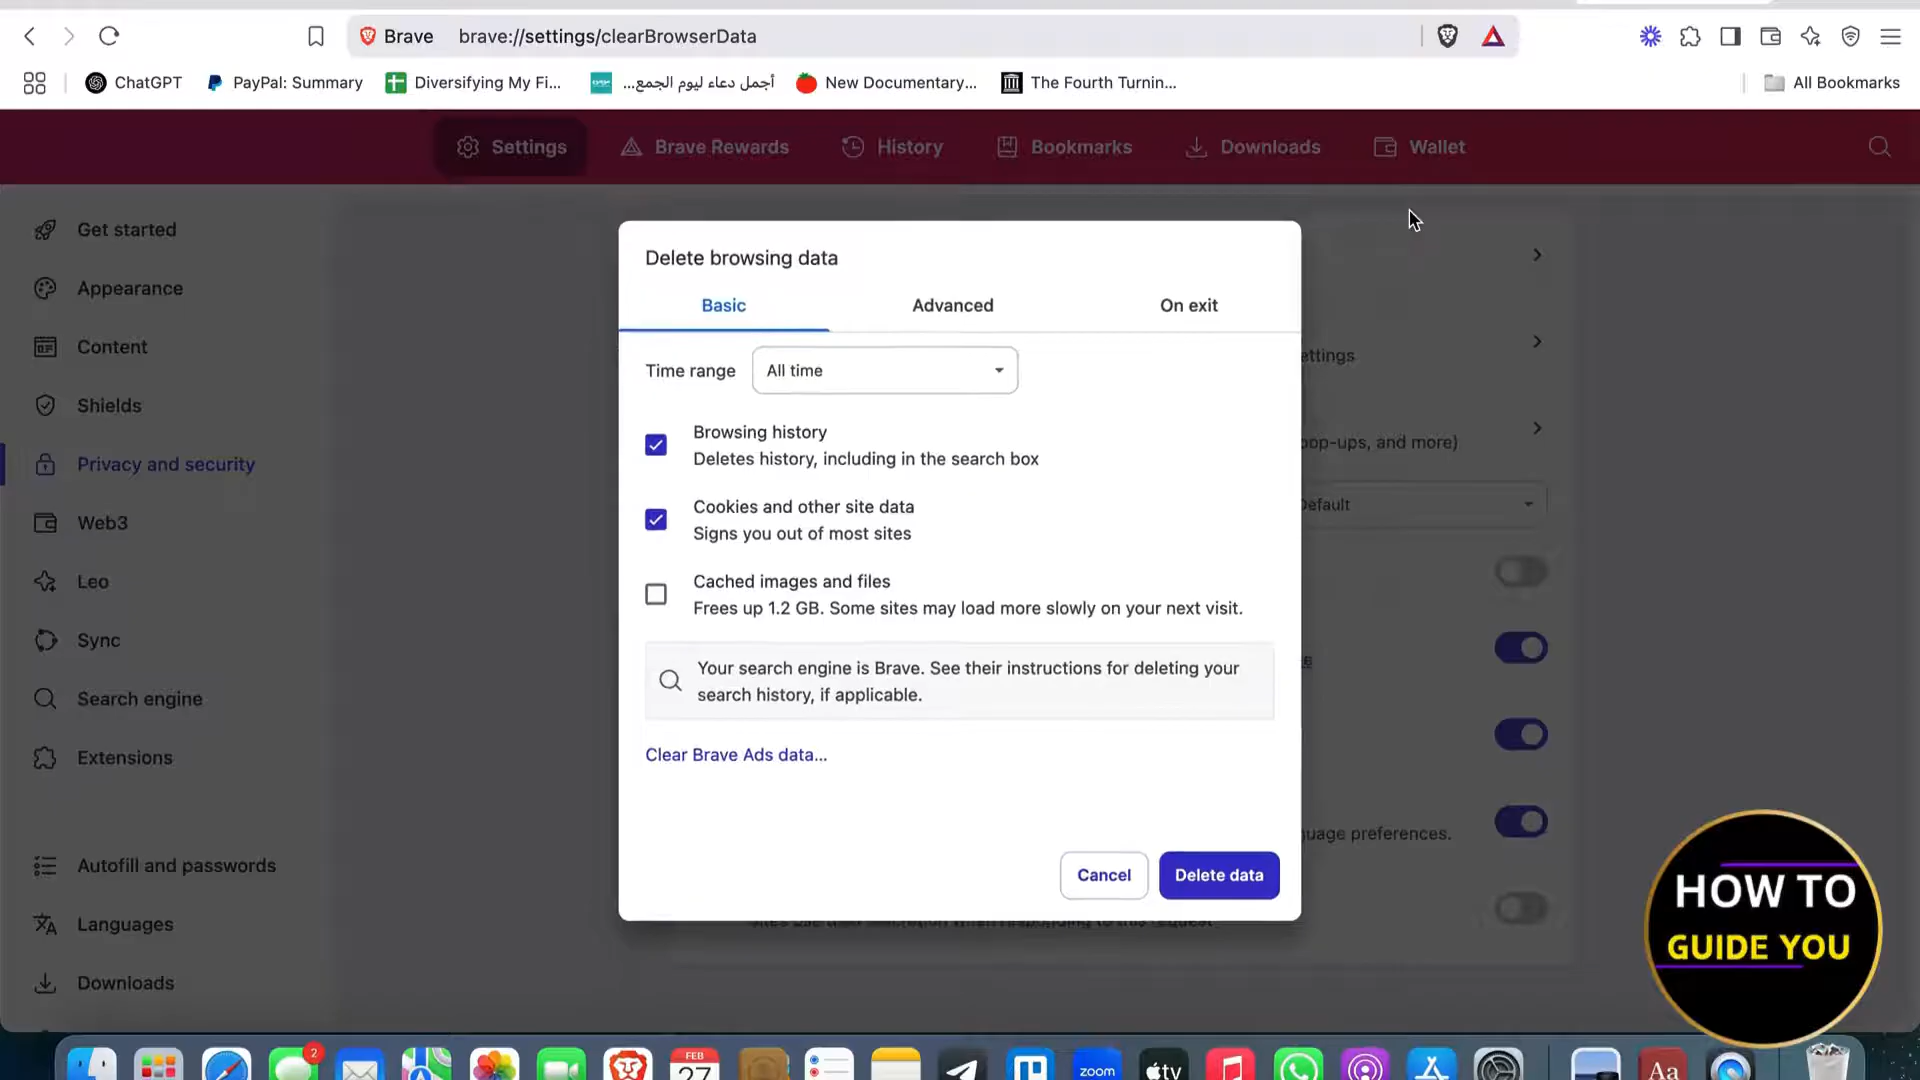 Brave brave://settings/clearBrowserData
ChatGPT PayPal: Summary Diversifying My Fi... أجمل دعاء ليوم الجمع... New Documentary... The Fourth Turnin... All Bookmarks
Settings Brave Rewards History Bookmarks Downloads Wallet
Get started
Appearance
Content
Shields
Privacy and security
Web3
Leo
Sync
Search engine
Extensions
Autofill and passwords
Languages
Downloads
Delete browsing data
Basic Advanced On exit
Time range All time
Browsing history
Deletes history, including in the search box
Cookies and other site data
Signs you out of most sites
Cached images and files
Frees up 1.2 GB. Some sites may load more slowly on your next visit.
Your search engine is Brave. See their instructions for deleting your
search history, if applicable.
Clear Brave Ads data...
Cancel Delete data
ettings
pop-ups, and more)
Default
guage preferences.
HOW TO
GUIDE YOU
2
FEB
27
zoom
tv
Aa